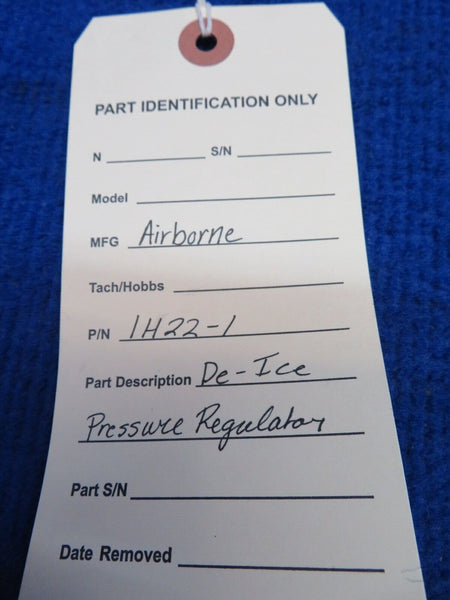 PART IDENTIFICATION ONLY
N S/N
Model
MFG Airborne
Tach/Hobbs
P/N 1H22-1
Part Description De-Ice
Pressure Regulator
Part S/N
Date Removed